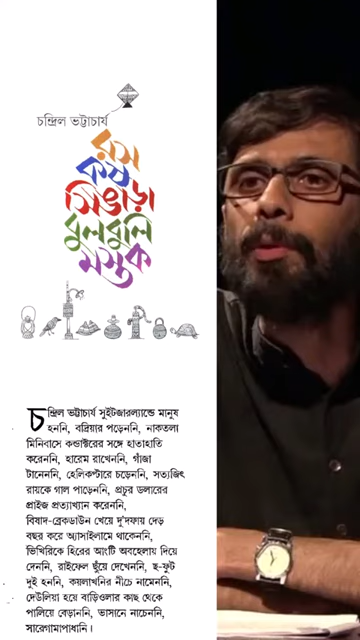 চন্দ্রিল ভট্টাচার্য
রস
কষ
সিঙাড়া
বুলবুলি
মস্তক
চন্দ্রিল ভট্টাচার্য সুইটজারল্যান্ডে মানুষ
হননি, বদ্রিয়ার পড়েননি, নাকতলা
মিনিবাসে কন্ডাক্টরের সঙ্গে হাতাহাতি
করেননি, হারেম রাখেননি, গাঁজা
টানেননি, হেলিকপ্টারে চড়েননি, সত্যজিৎ
রায়কে গাল পাড়েননি, প্রচুর ডলারের
প্রাইজ প্রত্যাখ্যান করেননি,
বিষাদ-ব্রেকডাউন খেয়ে দু'দফায় দেড়
বছর করে অ্যাসাইলামে থাকেননি,
ভিখিরিকে হিরের আংটি অবহেলায় দিয়ে
দেননি, রাইফেল ছুঁয়ে দেখেননি, ছ-ফুট
দুই হননি, কয়লাখনির নীচে নামেননি,
দেউলিয়া হয়ে বাড়িওলার কাছ থেকে
পালিয়ে বেড়াননি, ভাসানে নাচেননি,
সারেগামাপাধানি।